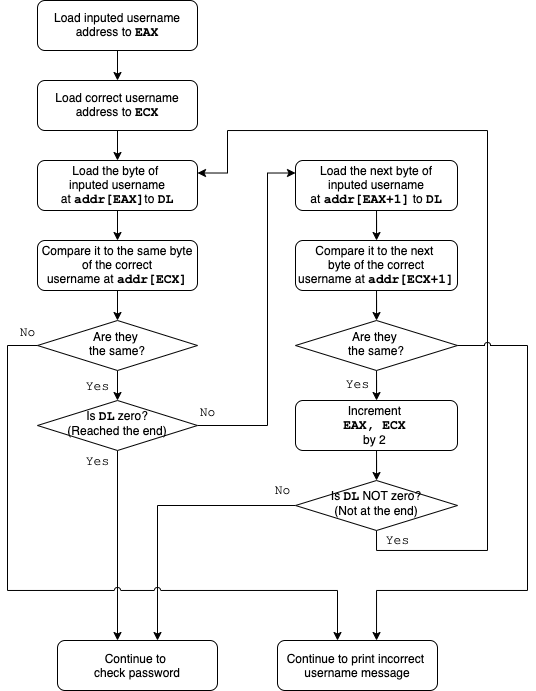 Load inputed username
address to EAX
Load correct username
address to ECX
Load the byte of
inputed username
at addr[EAX]to DL
Compare it to the same byte
of the correct
username at addr[ECX]
No
Are they
the same?
Yes
Is DL zero?
(Reached the end)
No
Yes
Load the next byte of
inputed username
at addr[EAX+1] to DL
Compare it to the next
byte of the correct
username at addr[ECX+1]
Are they
the same?
Yes
Increment
EAX, ECX
by 2
No
Is DL NOT zero?
(Not at the end)
Yes
Continue to
check password
Continue to print incorrect
username message